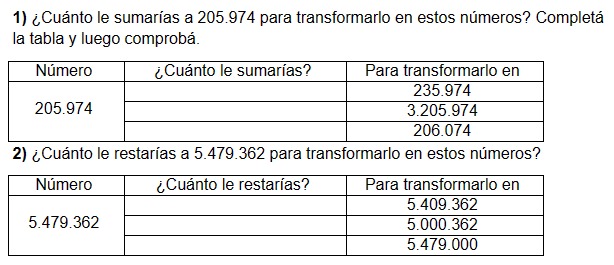 1) ¿Cuánto le sumarías a 205.974 para transformarlo en estos números? Completá
la tabla y luego comprobá.
Número ¿Cuánto le sumarías? Para transformarlo en
235.974
205.974 3.205.974
206.074
2) ¿Cuánto le restarías a 5.479.362 para transformarlo en estos números?
Número ¿Cuánto le restarías? Para transformarlo en
5.409.362
5.479.362 5.000.362
5.479.000